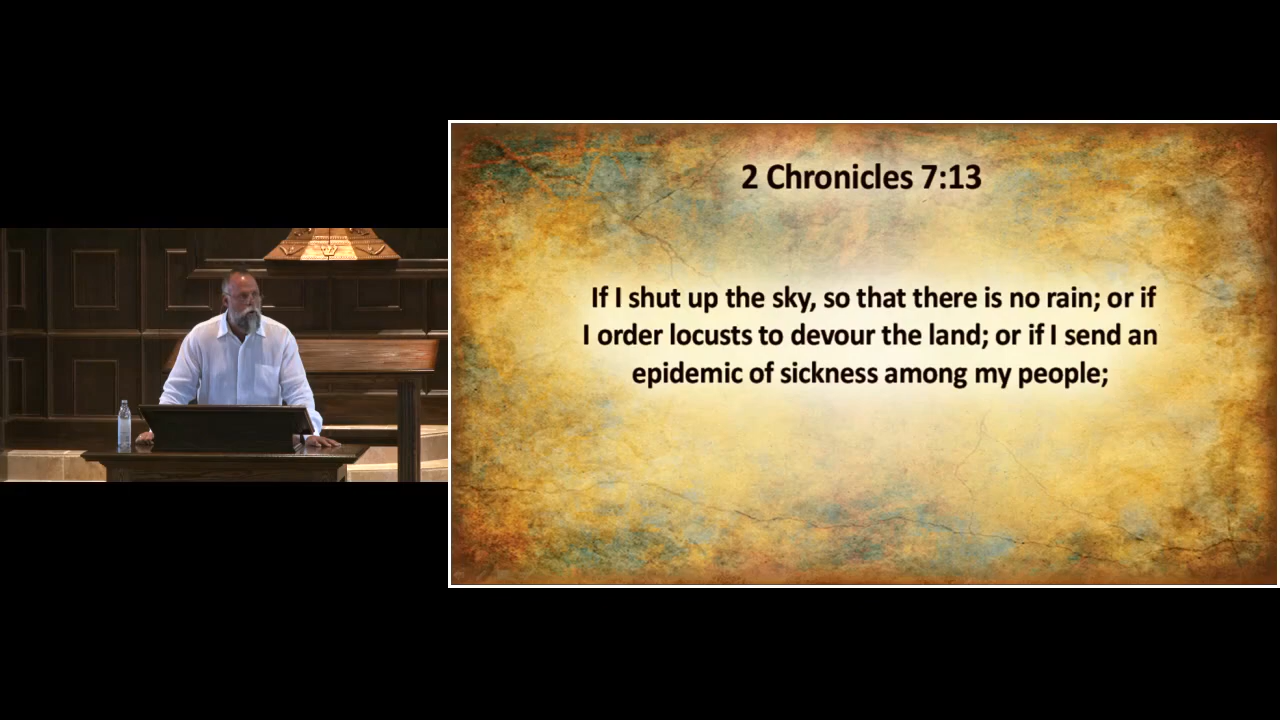 2 Chronicles 7:13
If I shut up the sky, so that there is no rain; or if
I order locusts to devour the land; or if I send an
epidemic of sickness among my people;